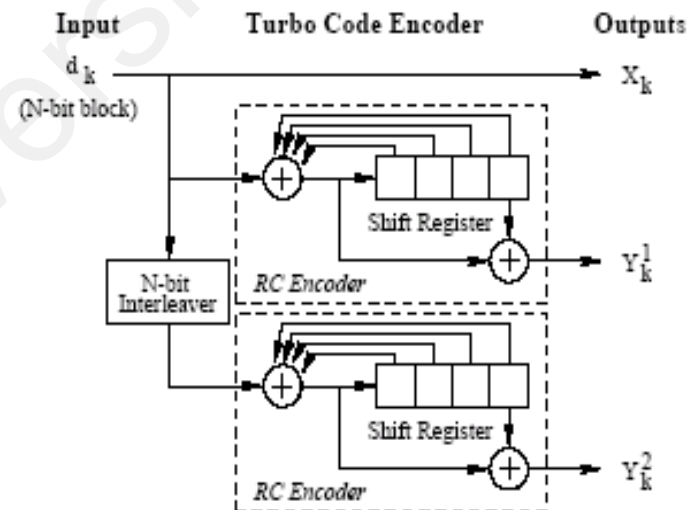 Input Turbo Code Encoder Outputs
d k X k
(N-bit block)
Shift Register
N-bit
Interleaver
RC Encoder
Y 1 k
Shift Register
RC Encoder
Y 2 k